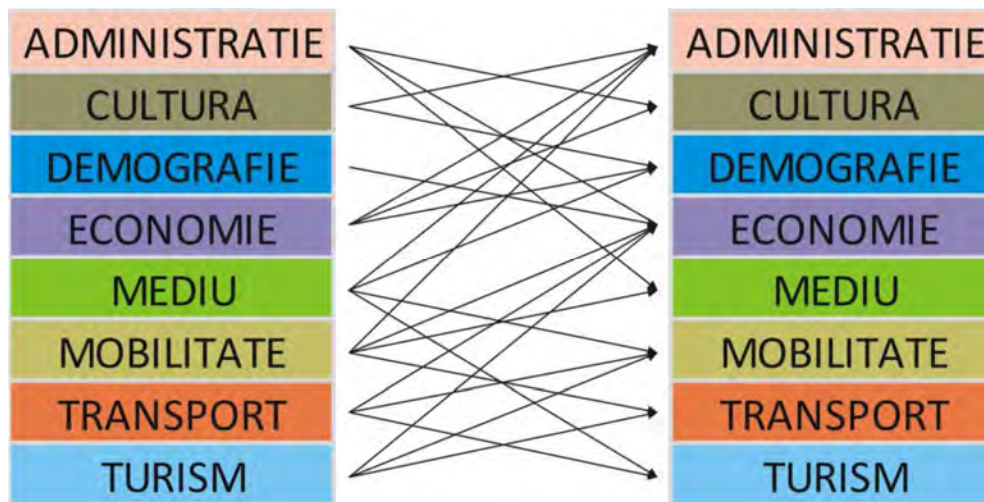 ADMINISTRATIE ADMINISTRATIE
CULTURA CULTURA
DEMOGRAFIE DEMOGRAFIE
ECONOMIE ECONOMIE
MEDIU MEDIU
MOBILITATE MOBILITATE
TRANSPORT TRANSPORT
TURISM TURISM